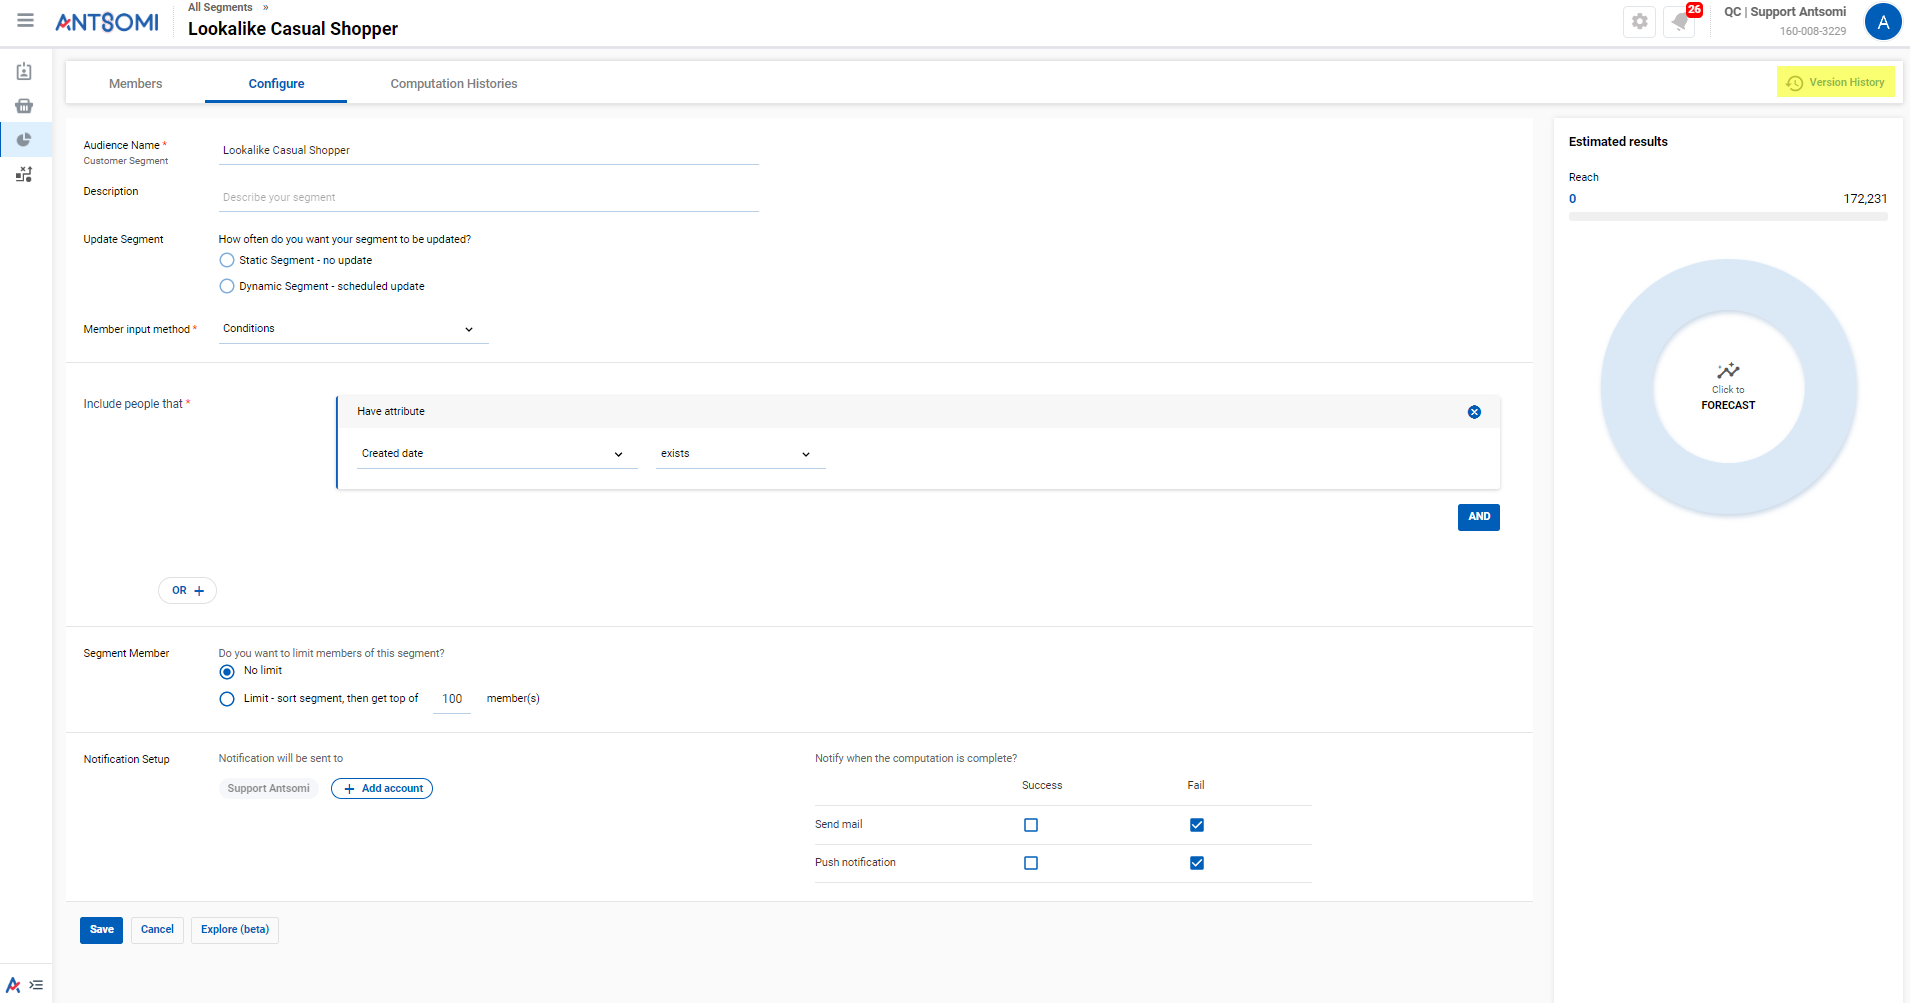 ANTSOMI
All Segments »
Lookalike Casual Shopper
26
QC | Support Antsomi
160-008-3229
A
Members
Configure
Computation Histories
Version History
Audience Name *
Customer Segment
Lookalike Casual Shopper
Description
Describe your segment
Update Segment
How often do you want your segment to be updated?
Static Segment - no update
Dynamic Segment - scheduled update
Member input method *
Conditions
Include people that *
Have attribute
Created date
exists
AND
OR +
Segment Member
Do you want to limit members of this segment?
No limit
Limit - sort segment, then get top of 100 member(s)
Notification Setup
Notification will be sent to
Support Antsomi
+ Add account
Notify when the computation is complete?
Success Fail
Send mail
Push notification
Save
Cancel
Explore (beta)
Estimated results
Reach
0 172,231
Click to
FORECAST